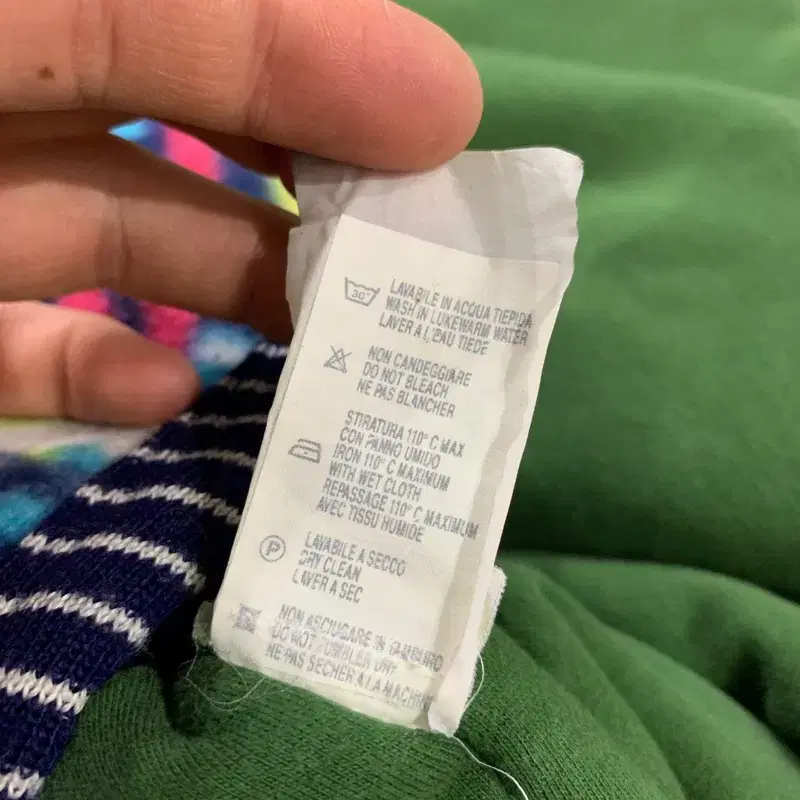 30°
LAVABILE IN ACQUA TIEPIDA
WASH IN LUKEWARM WATER
LAVER A L'EAU TIEDE
NON CANDEGGIARE
DO NOT BLEACH
NE PAS BLANCHER
STIRATURA 110° C MAX
CON PANNO UMIDO
IRON 110° C MAXIMUM
WITH WET CLOTH
REPASSAGE 110° C MAXIMUM
AVEC TISSU HUMIDE
P
LAVABILE A SECCO
DRY CLEAN
LAVER A SEC
NON ASCIUGARE IN TAMBURO
DO NOT TUMBLER DRY
NE PAS SECHER A LA MACHINE